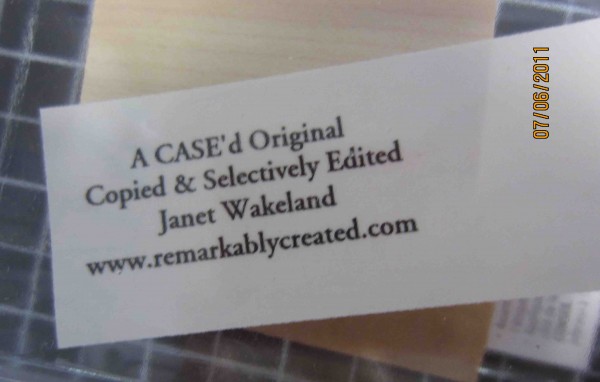 A CASE'd Original
Copied & Selectively Edited
Janet Wakeland
www.remarkablycreated.com
07/06/2011